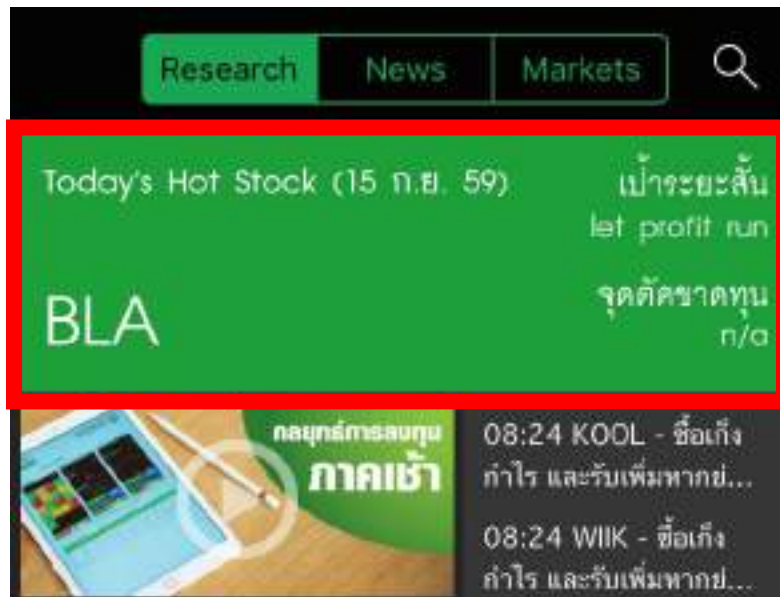 Research
News
Markets
Today's Hot Stock (15 ก.ย. 59)
เป้าระยะสั้น
let profit run
BLA
จุดตัดขาดทุน
n/a
กลยุทธ์การลงทุน
ภาคเช้า
08:24 KOOL - ซื้อเก็ง
กำไร และรับเพิ่มหากย่...
08:24 WIIK - ซื้อเก็ง
กำไร และรับเพิ่มหากย่...